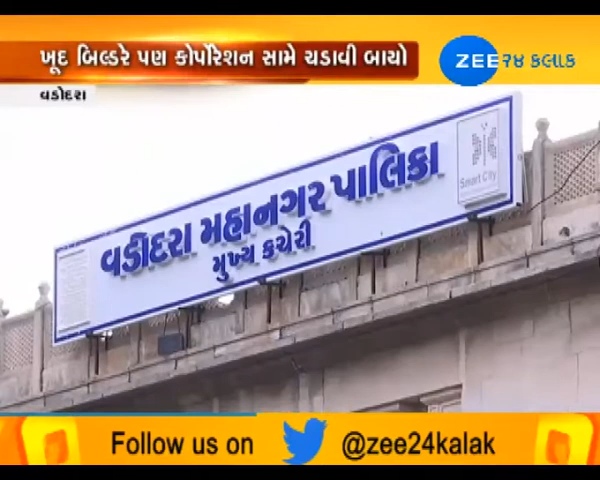 ખૂદ બિલ્ડરે પણ કોર્પોરેશન સામે ચડાવી બાયો
ZEE ૨૪ કલાક
વડોદરા
વડોદરા મહાનગર પાલિકા
મુખ્ય કચેરી
Smart City
Follow us on @zee24kalak